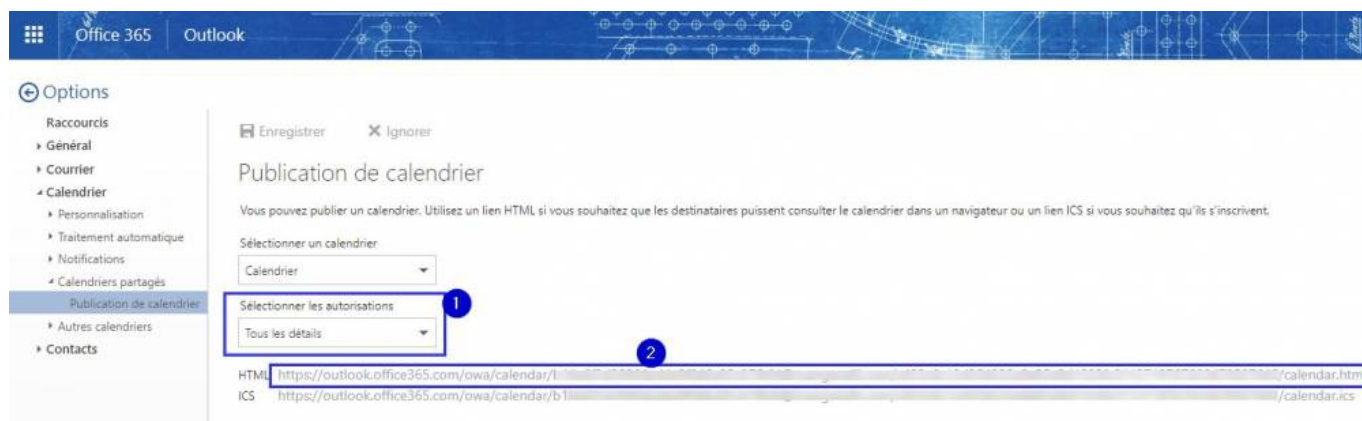 Office 365 Outlook
Options
Raccourcis
Général
Courrier
Calendrier
Personnalisation
Traitement automatique
Notifications
Calendriers partagés
Publication de calendrier
Autres calendriers
Contacts
Enregistrer Ignorer
Publication de calendrier
Vous pouvez publier un calendrier. Utilisez un lien HTML si vous souhaitez que les destinataires puissent consulter le calendrier dans un navigateur ou un lien ICS si vous souhaitez qu'ils s'inscrivent.
Sélectionner un calendrier
Calendrier
Sélectionner les autorisations 1
Tous les détails
2
HTML https://outlook.office365.com/owa/calendar/ /calendar.htm
ICS https://outlook.office365.com/owa/calendar/b1 /calendar.ics